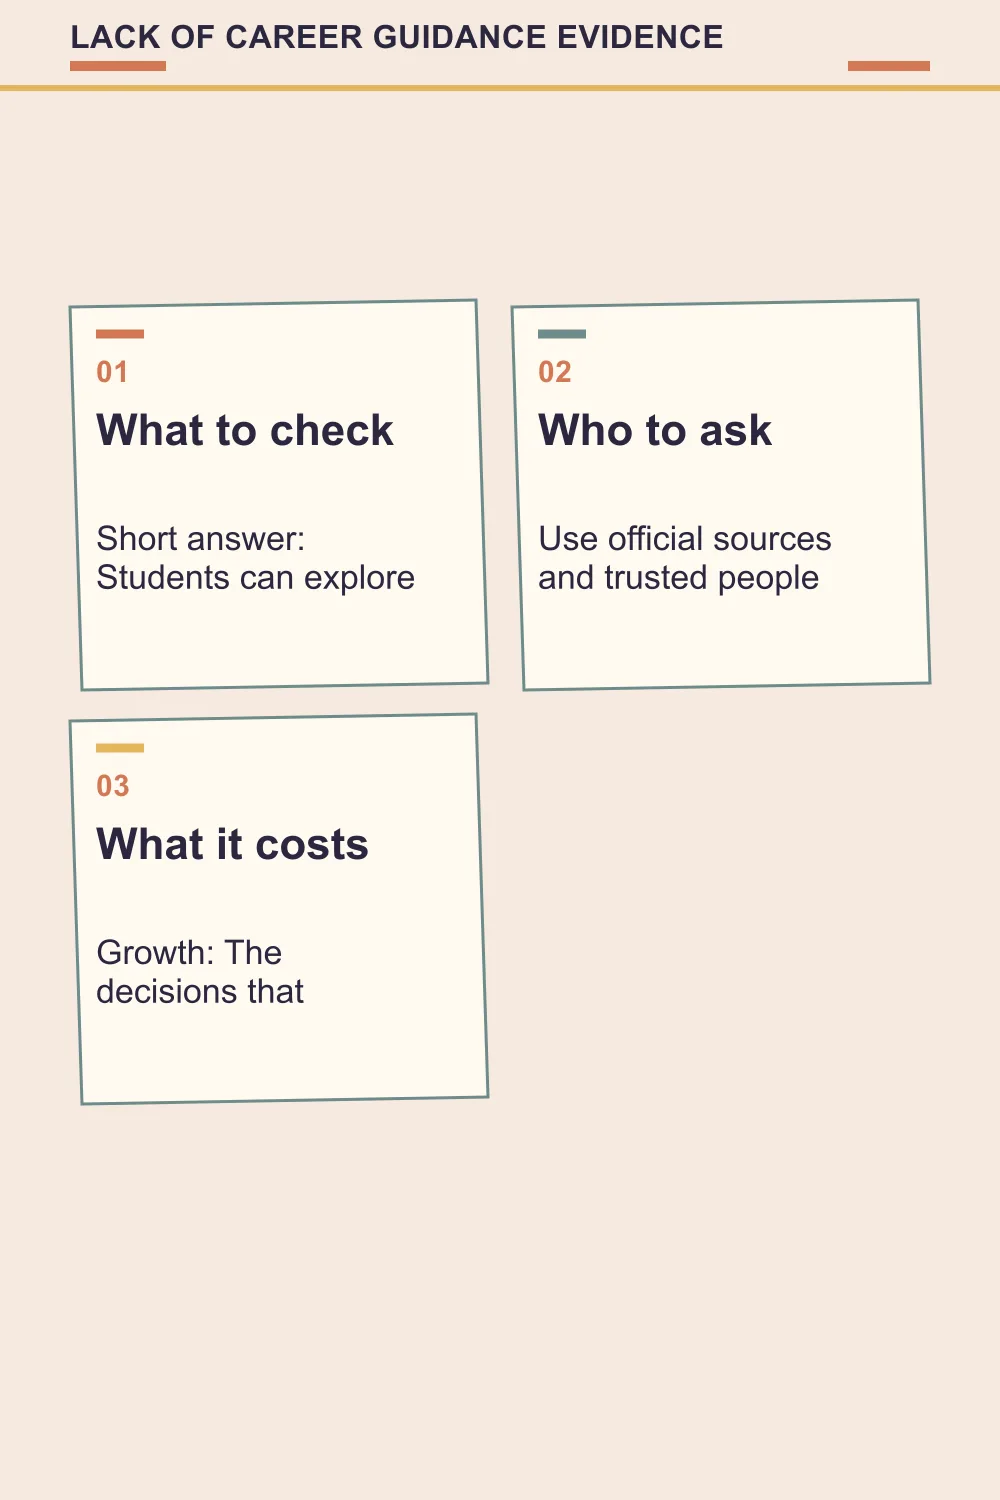 LACK OF CAREER GUIDANCE EVIDENCE
01
What to check
Short answer:
Students can explore
02
Who to ask
Use official sources
and trusted people
03
What it costs
Growth: The
decisions that